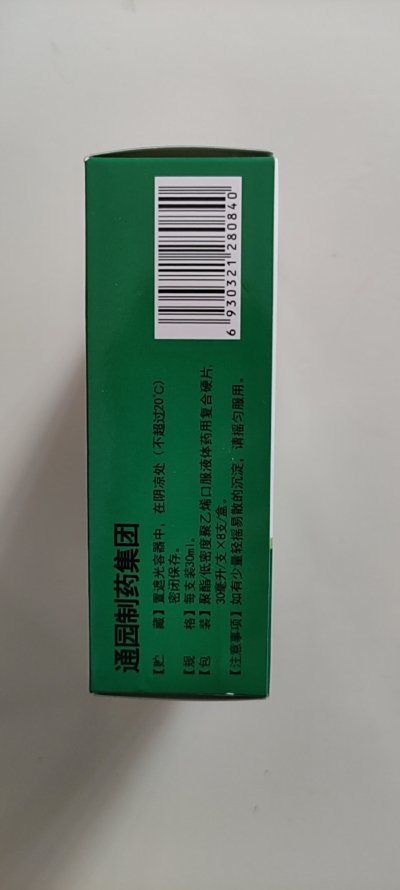 通园制药集团
【贮 藏】置遮光容器中，在阴凉处（不超过20℃）
密闭保存。
【规 格】每支装30ml。
【包 装】聚酯/低密度聚乙烯口服液体药用复合硬片，
30毫升/支×8支/盒。
【注意事项】如有少量轻摇易散的沉淀，请摇匀服用。
6 930321 280840